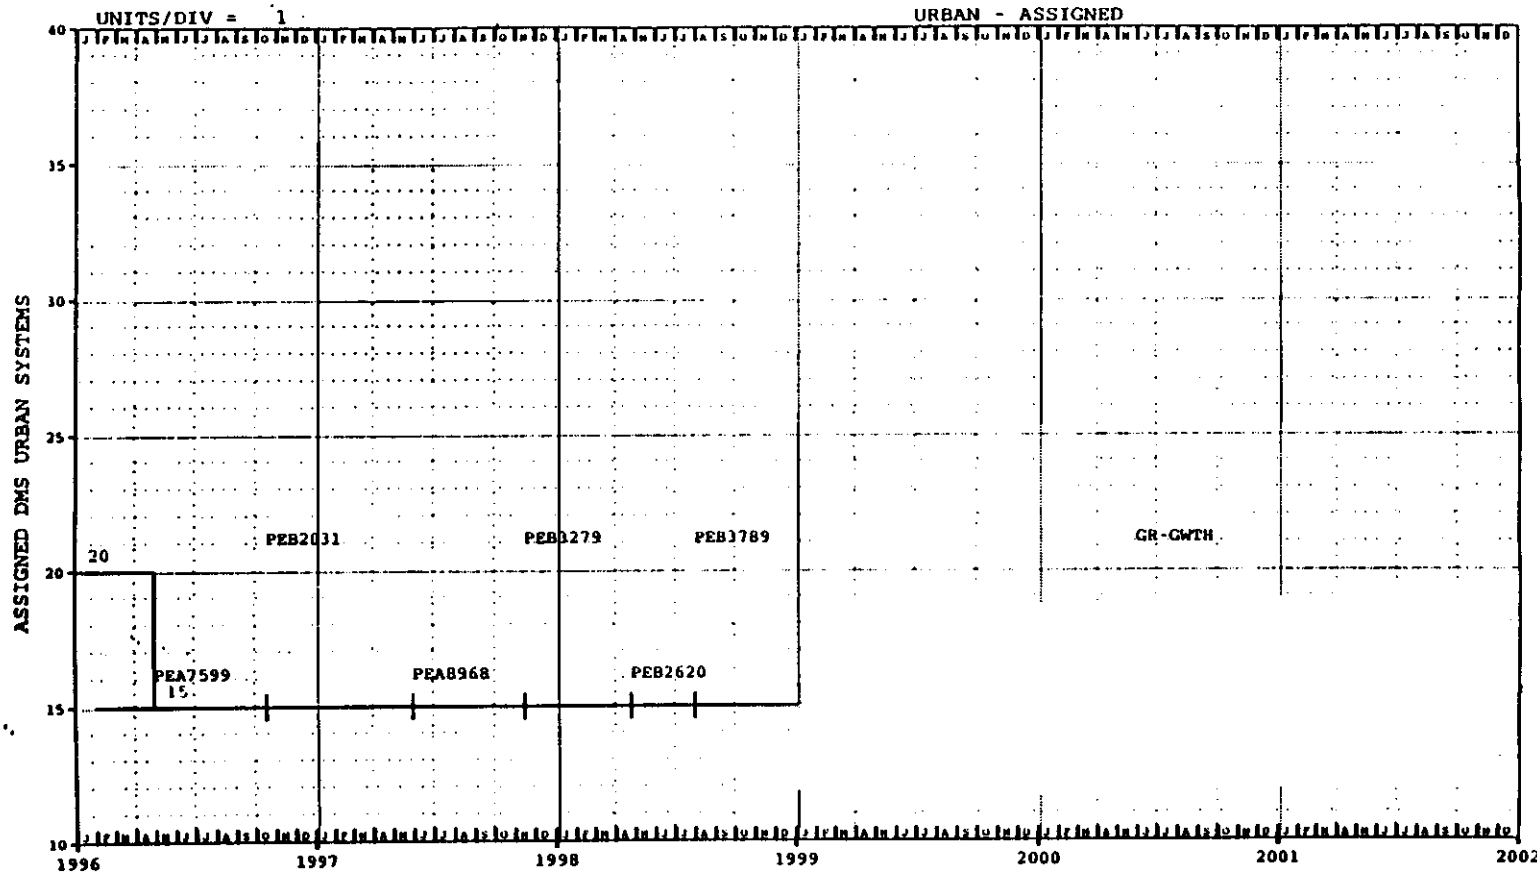 UNITS/DIV = 1
URBAN - ASSIGNED
40
J F M A M J J A S O N D J F M A M J J A S O N D J F M A M J J A S O N D J F M A M J J A S O N D J F M A M J J A S O N D J F M A M J J A S O N D
15
30
ASSIGNED DMS URBAN SYSTEMS
25
PEB2031
PEB3279
PEB3789
GR-GWTH
20
20
PEA7599
PEA8968
PEB2620
15
15
10
J F M A M J J A S O N D J F M A M J J A S O N D J F M A M J J A S O N D J F M A M J J A S O N D J F M A M J J A S O N D J F M A M J J A S O N D
1996
1997
1998
1999
2000
2001
2002